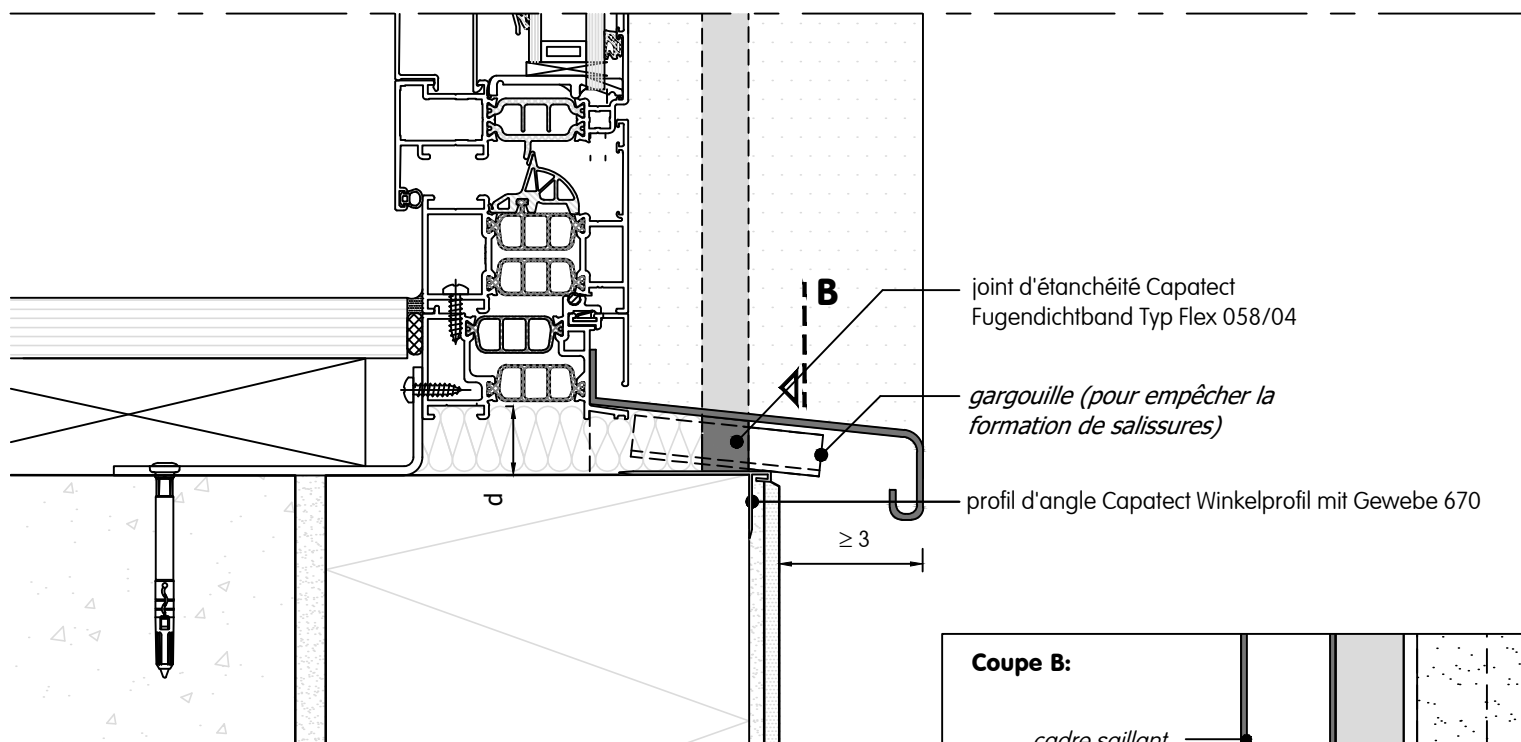 B
joint d'étanchéité Capatect
Fugendichtband Typ Flex 058/04
gargouille (pour empêcher la
formation de salissures)
profil d'angle Capatect Winkelprofil mit Gewebe 670
d
≥ 3
Coupe B:
cadre saillant